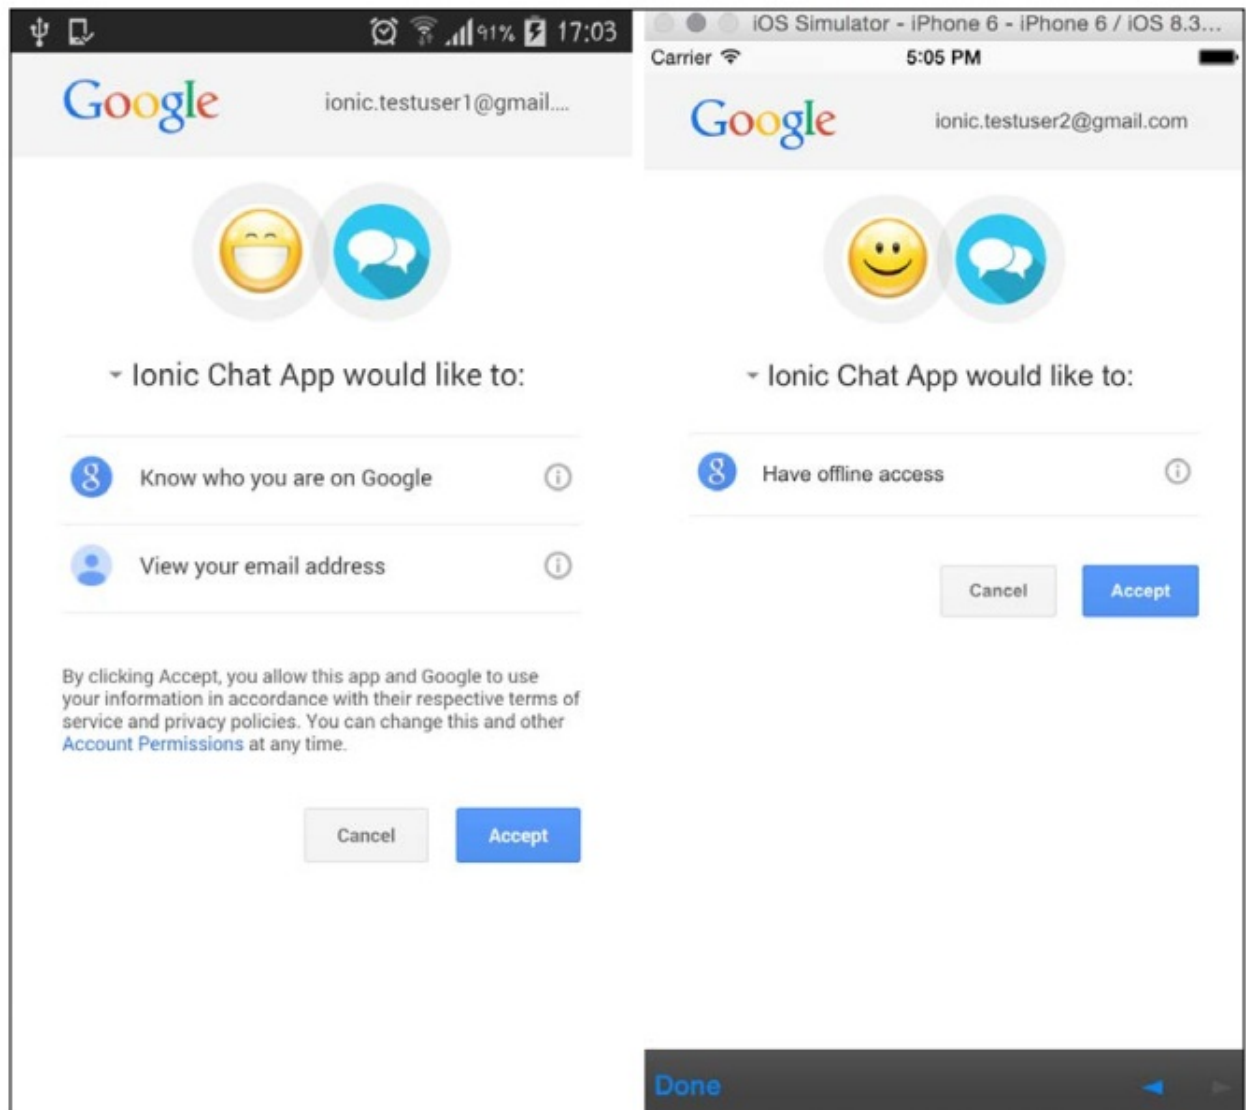 91% 17:03
Google ionic.testuser1@gmail....
Ionic Chat App would like to:
g Know who you are on Google
View your email address
By clicking Accept, you allow this app and Google to use
your information in accordance with their respective terms of
service and privacy policies. You can change this and other
Account Permissions at any time.
Cancel Accept
iOS Simulator - iPhone 6 - iPhone 6 / iOS 8.3...
Carrier 5:05 PM
Google ionic.testuser2@gmail.com
Ionic Chat App would like to:
g Have offline access
Cancel Accept
Done